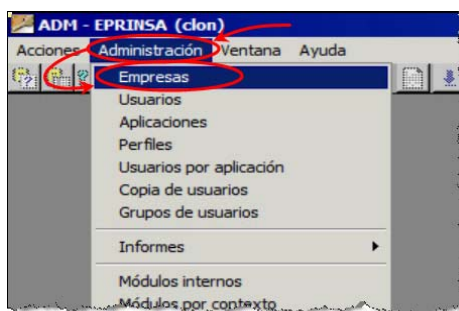 ADM - EPRINSA (clon)
Acciones Administración Ventana Ayuda
Empresas
Usuarios
Aplicaciones
Perfiles
Usuarios por aplicación
Copia de usuarios
Grupos de usuarios
Informes
Módulos internos
Módulos por contexto